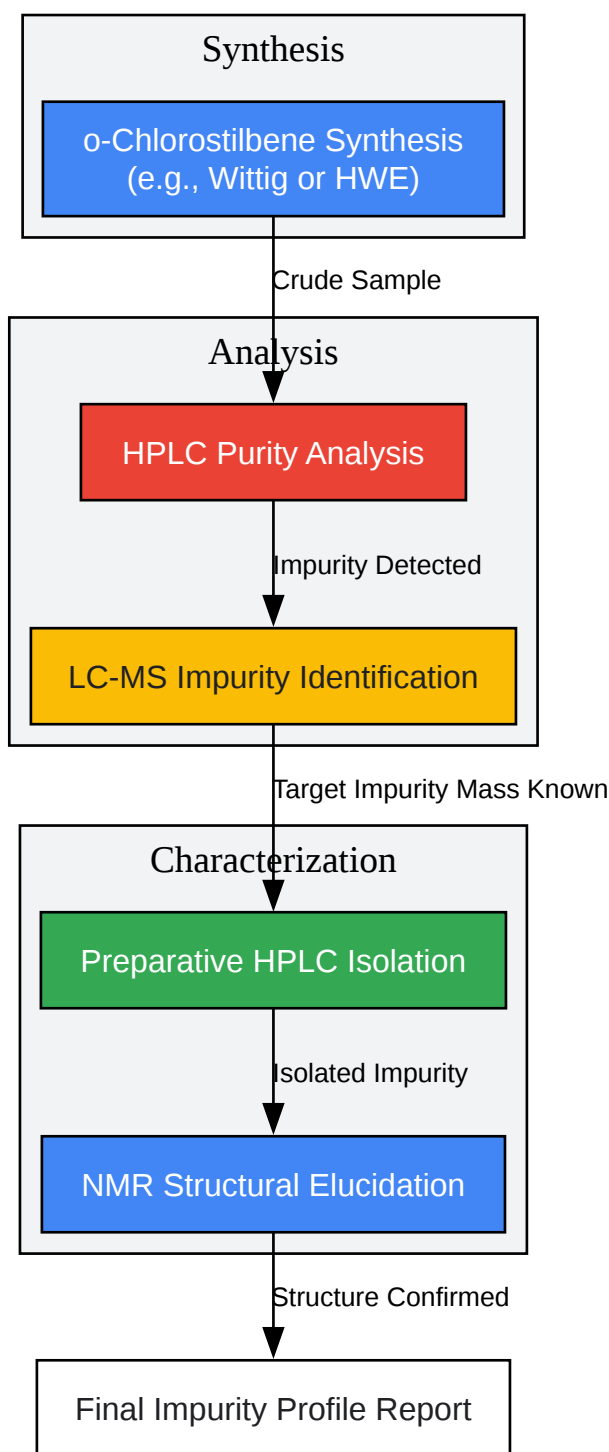 Synthesis
o-Chlorostilbene Synthesis
(e.g., Wittig or HWE)
Crude Sample
Analysis
HPLC Purity Analysis
Impurity Detected
LC-MS Impurity Identification
Target Impurity Mass Known
Characterization
Preparative HPLC Isolation
Isolated Impurity
NMR Structural Elucidation
Structure Confirmed
Final Impurity Profile Report